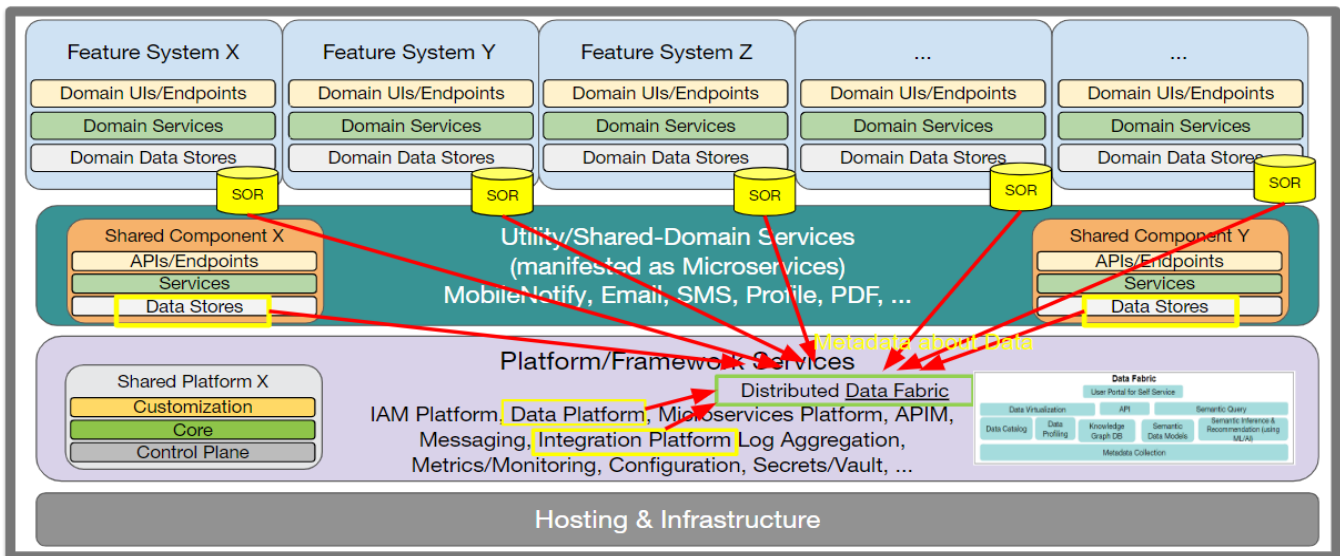 Feature System X
Feature System Y
Feature System Z
...
...
Domain UIs/Endpoints
Domain UIs/Endpoints
Domain UIs/Endpoints
Domain UIs/Endpoints
Domain UIs/Endpoints
Domain Services
Domain Services
Domain Services
Domain Services
Domain Services
Domain Data Stores
Domain Data Stores
Domain Data Stores
Domain Data Stores
Domain Data Stores
SOR
SOR
SOR
SOR
SOR
Shared Component X
APIs/Endpoints
Services
Data Stores
Utility/Shared-Domain Services
(manifested as Microservices)
MobileNotify, Email, SMS, Profile, PDF, ...
Shared Component Y
APIs/Endpoints
Services
Data Stores
Metadata about Data
Platform/Framework Services
Shared Platform X
Customization
Core
Control Plane
Distributed Data Fabric
IAM Platform, Data Platform, Microservices Platform, APIM,
Messaging, Integration Platform Log Aggregation,
Metrics/Monitoring, Configuration, Secrets/Vault, ...
Data Fabric
User Portal for Self Service
Data Virtualization
API
Semantic Query
Data Catalog
Data
Profiling
Knowledge
Graph DB
Semantic
Data Models
Semantic Inference &
Recommendation (using
ML/AI)
Metadata Collection
Hosting & Infrastructure